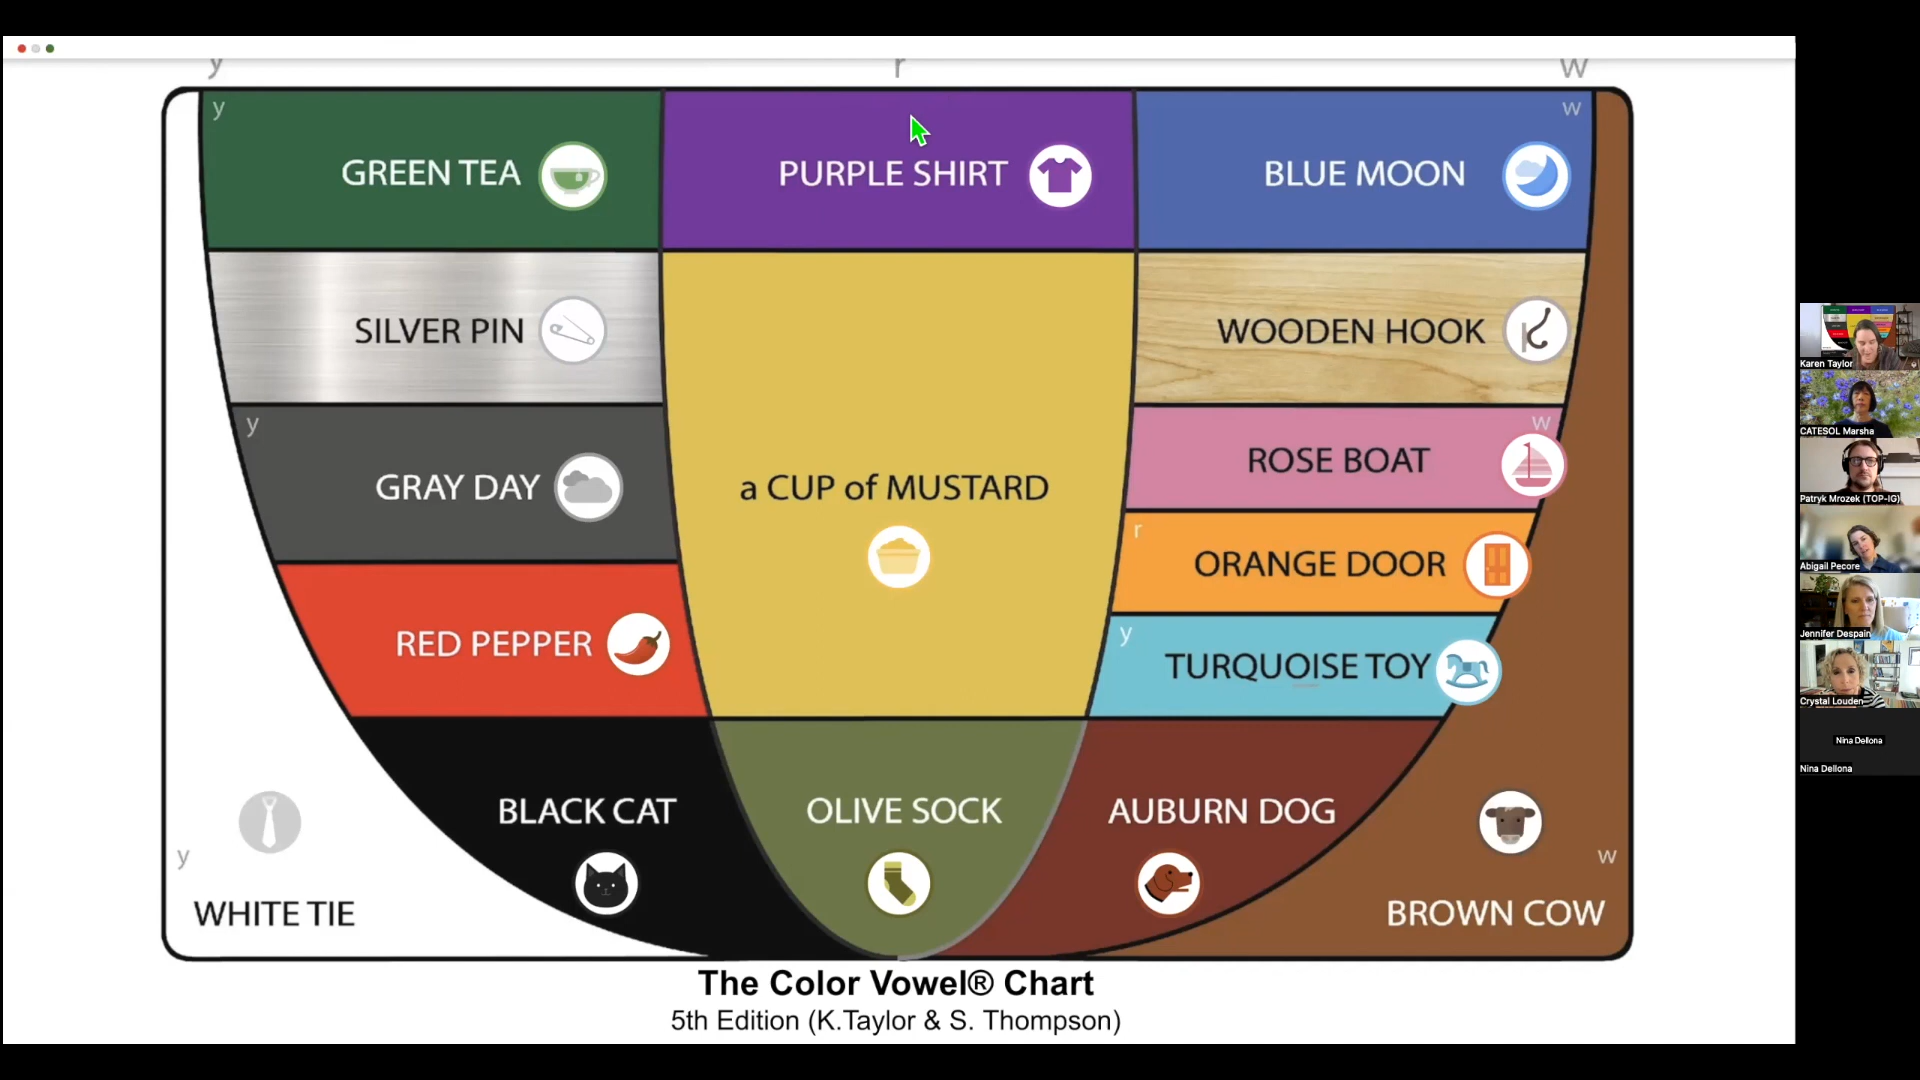 y r w
y w
GREEN TEA
PURPLE SHIRT
BLUE MOON
SILVER PIN
WOODEN HOOK
y
GRAY DAY
a CUP of MUSTARD
w
ROSE BOAT
r
ORANGE DOOR
RED PEPPER
y
TURQUOISE TOY
BLACK CAT
OLIVE SOCK
AUBURN DOG
y
WHITE TIE
w
BROWN COW
The Color Vowel® Chart
5th Edition (K.Taylor & S. Thompson)
Karen Taylor
CATESOL Marsha
Patryk Mrozek (TOP-IG)
Abigail Pecore
Jennifer Despain
Crystal Louden
Nina Dellona
Nina Dellona